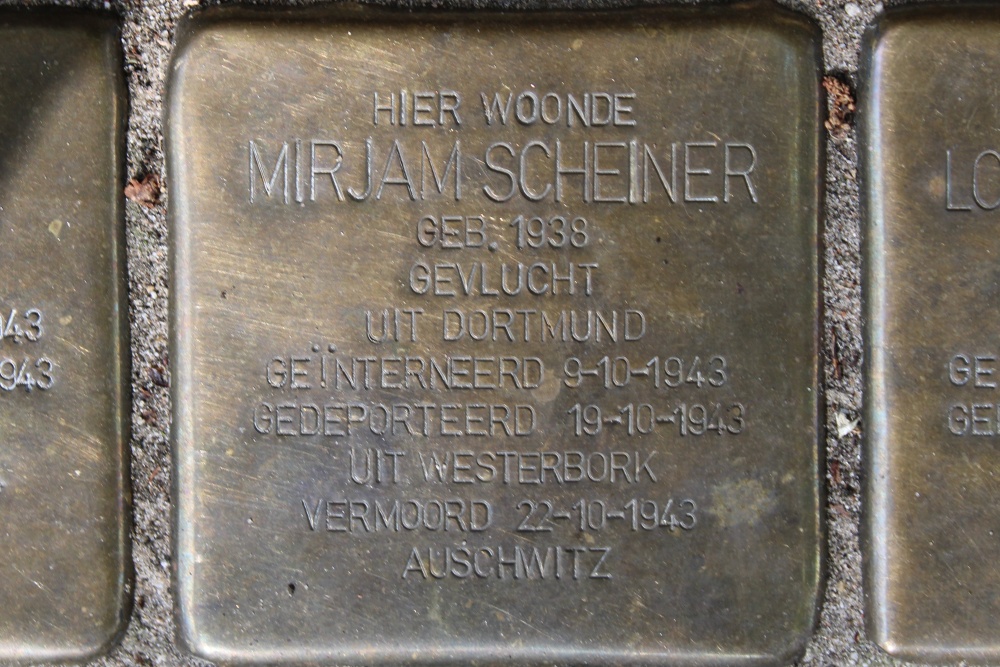 HIER WOONDE
MIRJAM SCHEINER
GEB. 1938
GEVLUCHT
UIT DORTMUND
GEÏNTERNEERD 9-10-1943
GEDEPORTEERD 19-10-1943
UIT WESTERBORK
VERMOORD 22-10-1943
AUSCHWITZ